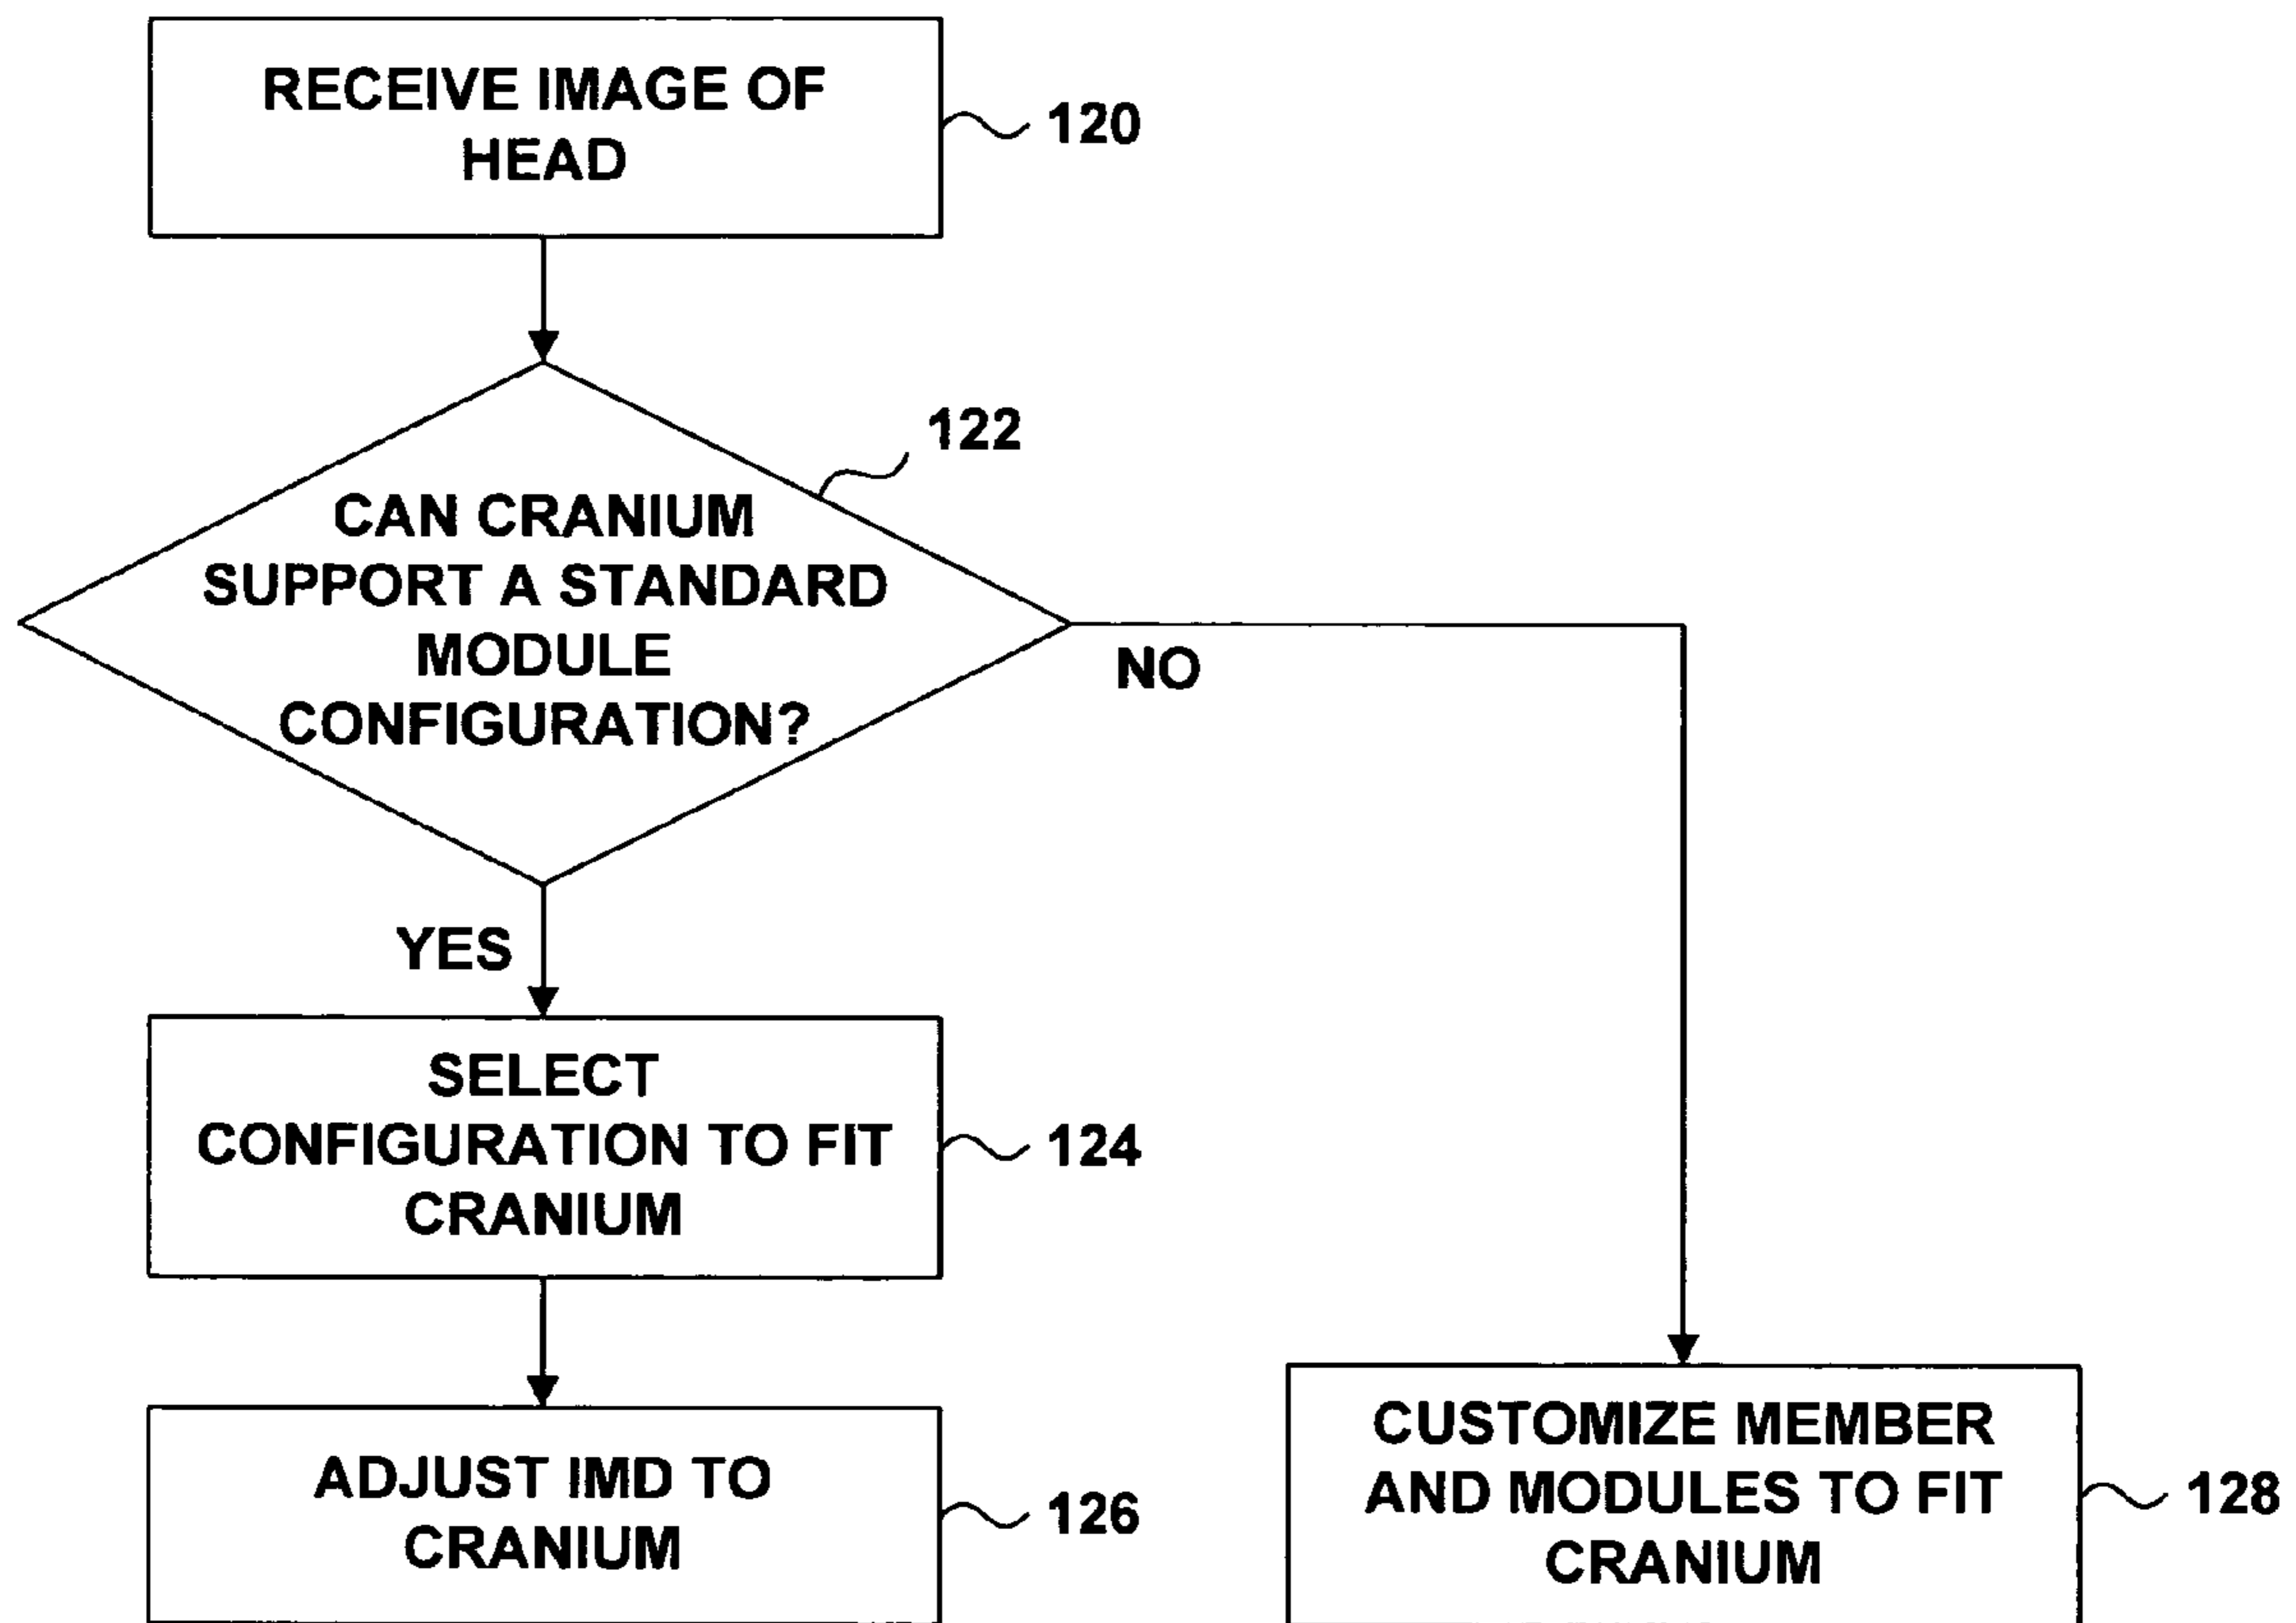 RECEIVE IMAGE OF
HEAD
120
122
CAN CRANIUM
SUPPORT A STANDARD
MODULE
CONFIGURATION?
NO
YES
SELECT
CONFIGURATION TO FIT
CRANIUM
124
ADJUST IMD TO
CRANIUM
126
CUSTOMIZE MEMBER
AND MODULES TO FIT
CRANIUM
128